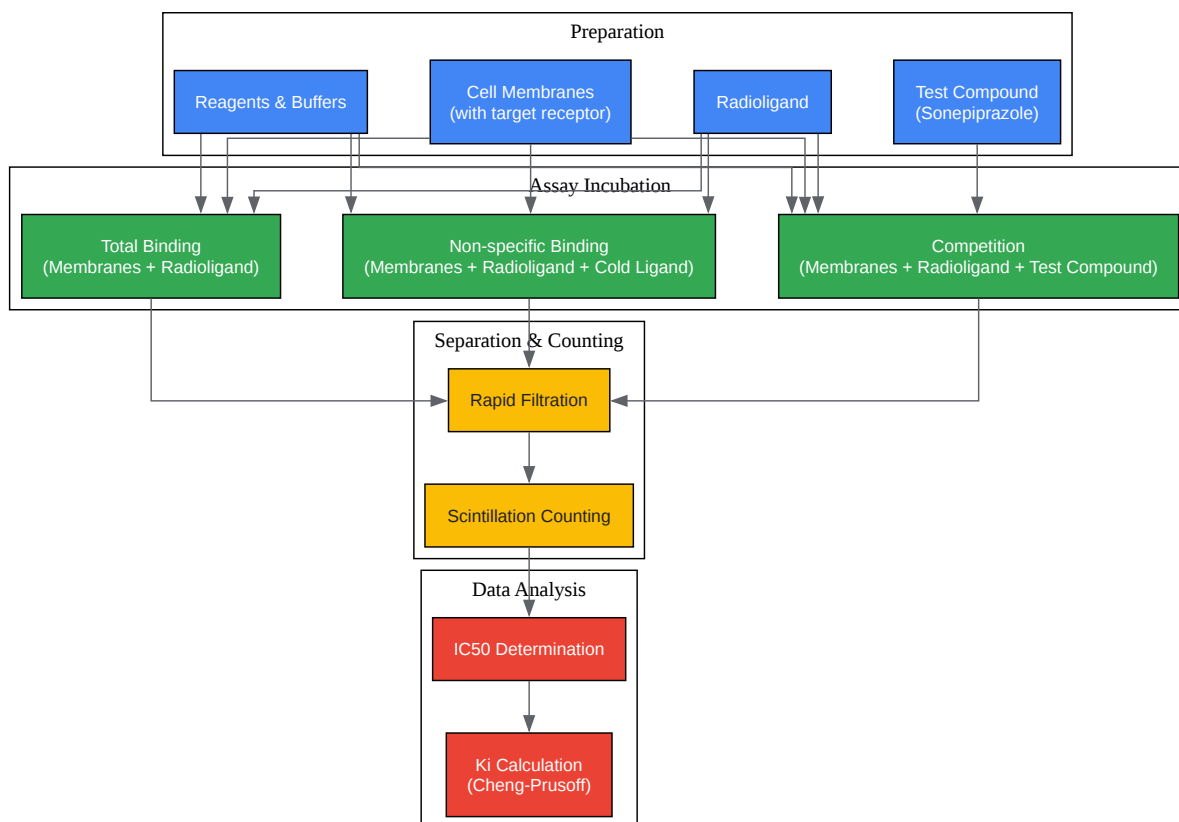 Preparation
Reagents & Buffers
Cell Membranes
(with target receptor)
Radioligand
Test Compound
(Sonepiprazole)
Assay Incubation
Total Binding
(Membranes + Radioligand)
Non-specific Binding
(Membranes + Radioligand + Cold Ligand)
Competition
(Membranes + Radioligand + Test Compound)
Separation & Counting
Rapid Filtration
Scintillation Counting
Data Analysis
IC50 Determination
Ki Calculation
(Cheng-Prusoff)